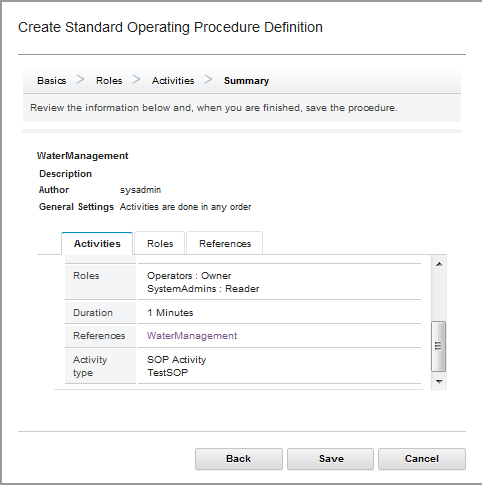 Create Standard Operating Procedure Definition
Basics > Roles > Activities > Summary
Review the information below and, when you are finished, save the procedure.
WaterManagement
Description
Author sysadmin
General Settings Activities are done in any order
Activities Roles References
Roles Operators : Owner
SystemAdmins : Reader
Duration 1 Minutes
References WaterManagement
Activity SOP Activity
type TestSOP
Back Save Cancel